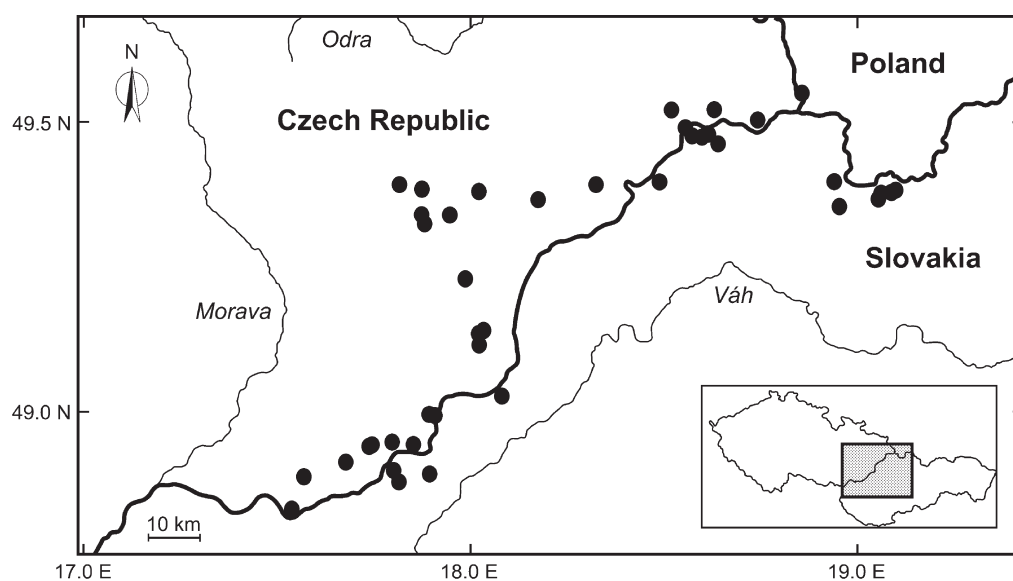 Odra
N
Poland
Czech Republic
49.5 N
Slovakia
Váh
Morava
49.0 N
10 km
17.0 E
18.0 E
19.0 E